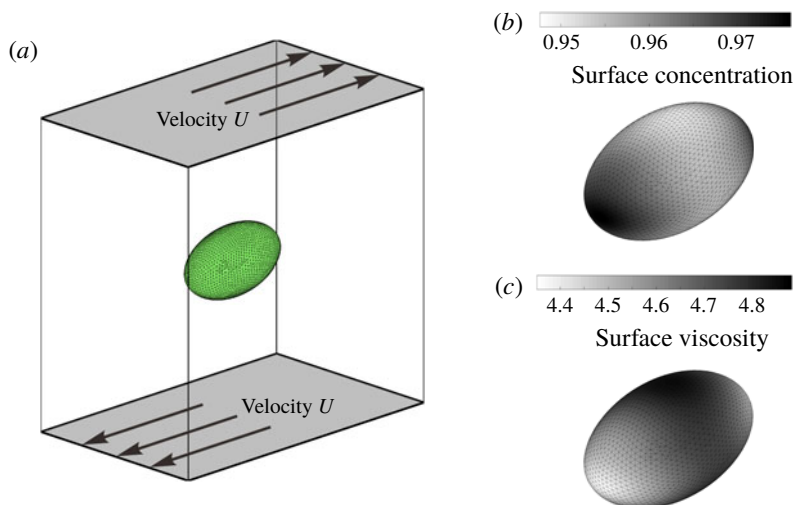 (a)
Velocity U
Velocity U
(b)
0.95 0.96 0.97
Surface concentration
(c)
4.4 4.5 4.6 4.7 4.8
Surface viscosity